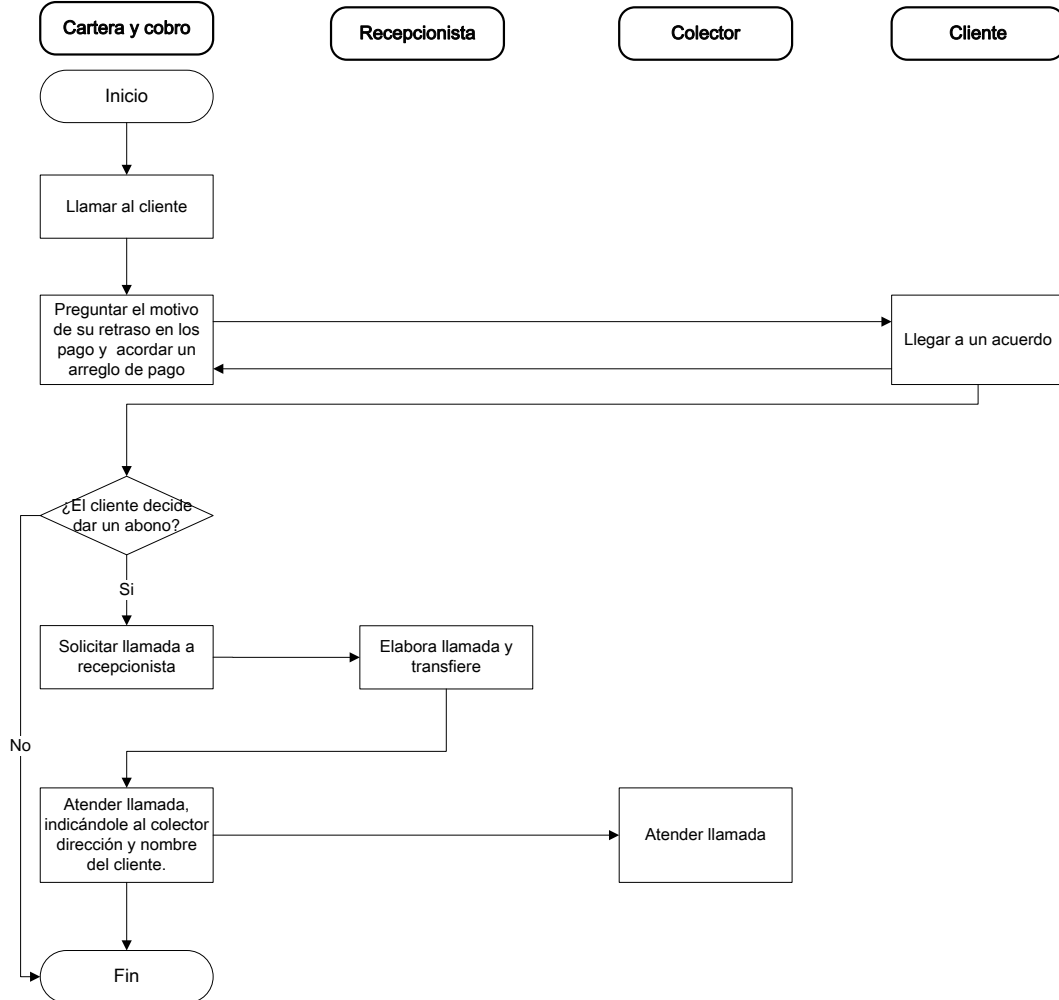 Cartera y cobro
Recepcionista
Colector
Cliente
Inicio
Llamar al cliente
Preguntar el motivo
de su retraso en los
pago y  acordar un
arreglo de pago
Llegar a un acuerdo
¿El cliente decide
dar un abono?
Si
Solicitar llamada a
recepcionista
Elabora llamada y
transfiere
No
Atender llamada,
indicándole al colector
dirección y nombre
del cliente.
Atender llamada
Fin